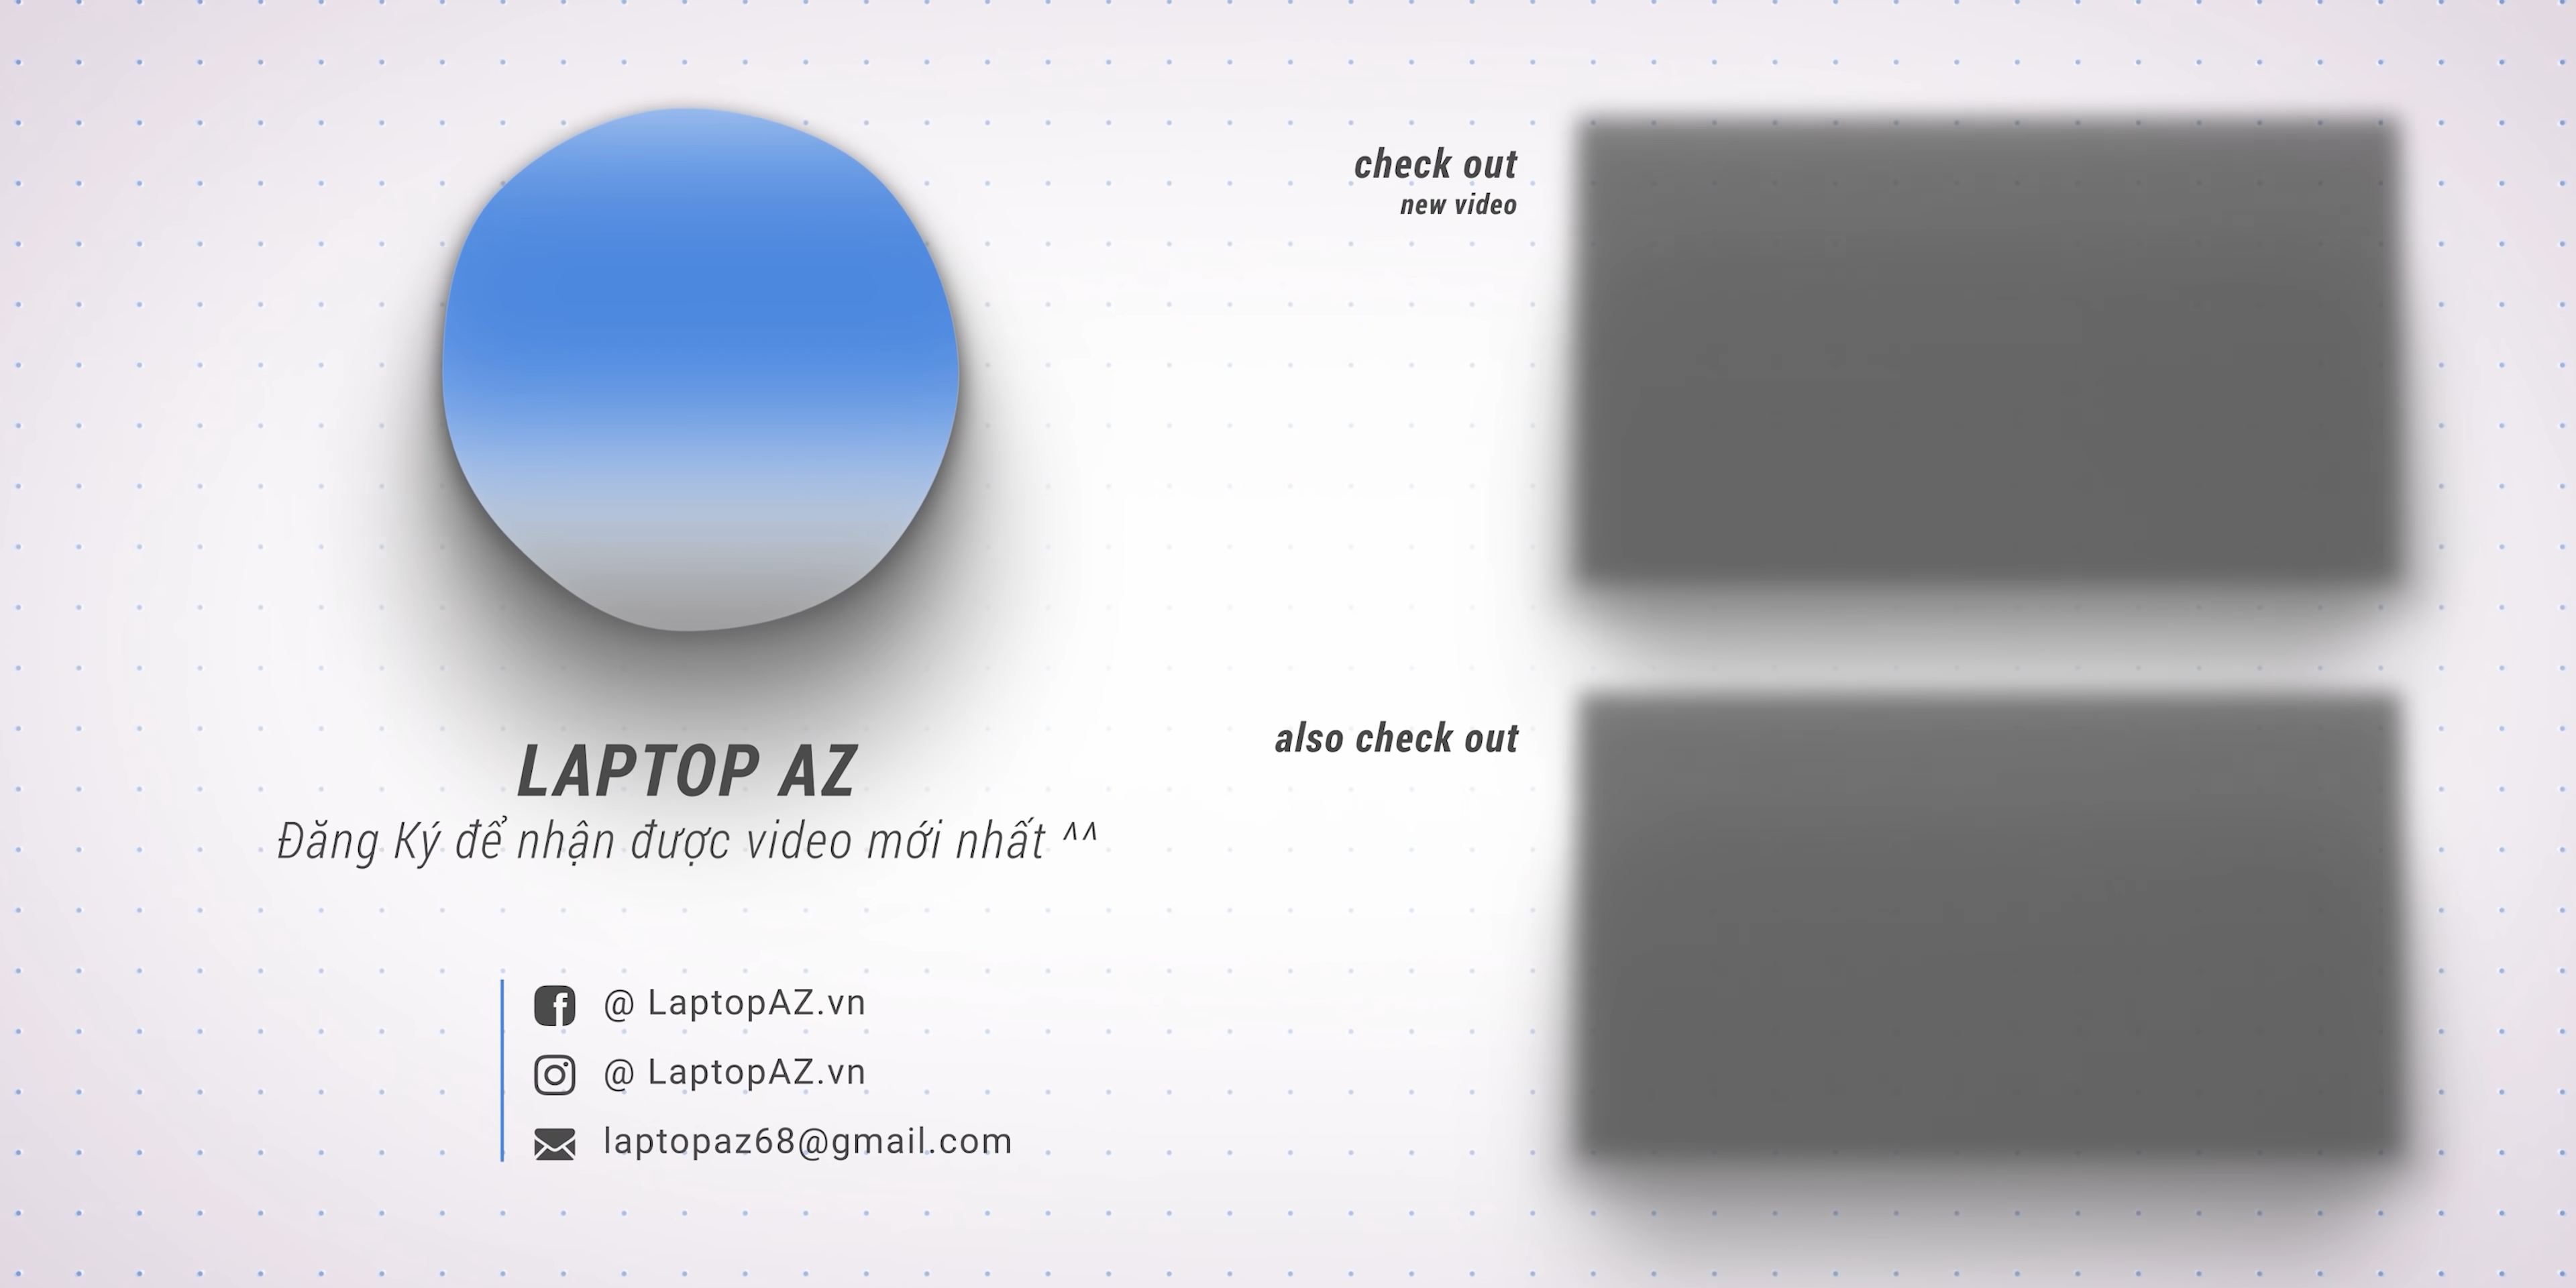 check out
new video
also check out
LAPTOP AZ
Đăng Ký để nhận được video mới nhất ^^
@ LaptopAZ.vn
@ LaptopAZ.vn
laptopaz68@gmail.com